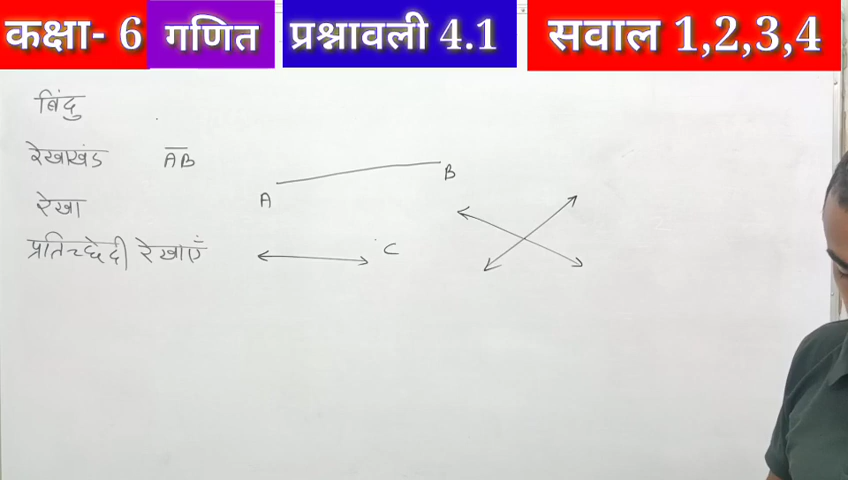 कक्षा- 6 गणित प्रश्नावली 4.1 सवाल 1,2,3,4
बिंदु
रेखाखंड AB
A B
रेखा
प्रतिच्छेदी रेखाएँ C